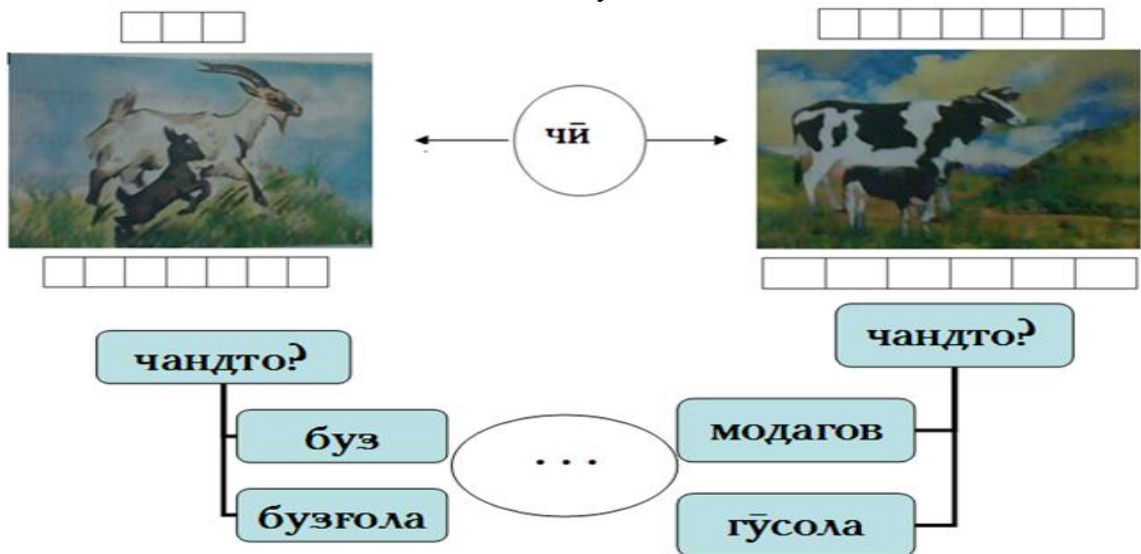 чӣ
чандто?
чандто?
буз
. . .
модагов
бузғола
гӯсола